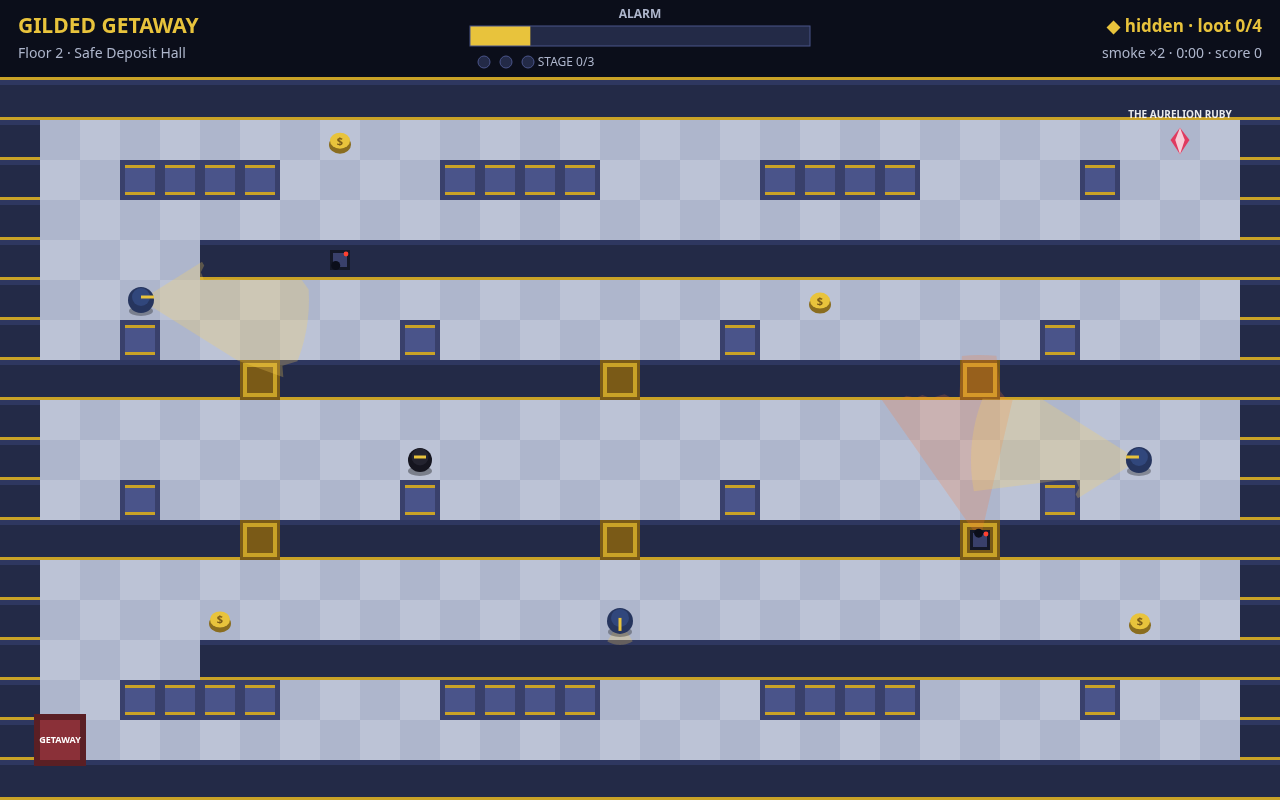 GILDED GETAWAY
Floor 2 · Safe Deposit Hall
ALARM
STAGE 0/3
◆ hidden · loot 0/4
smoke ×2 · 0:00 · score 0
THE AURELION RUBY
$
$
$
$
GETAWAY